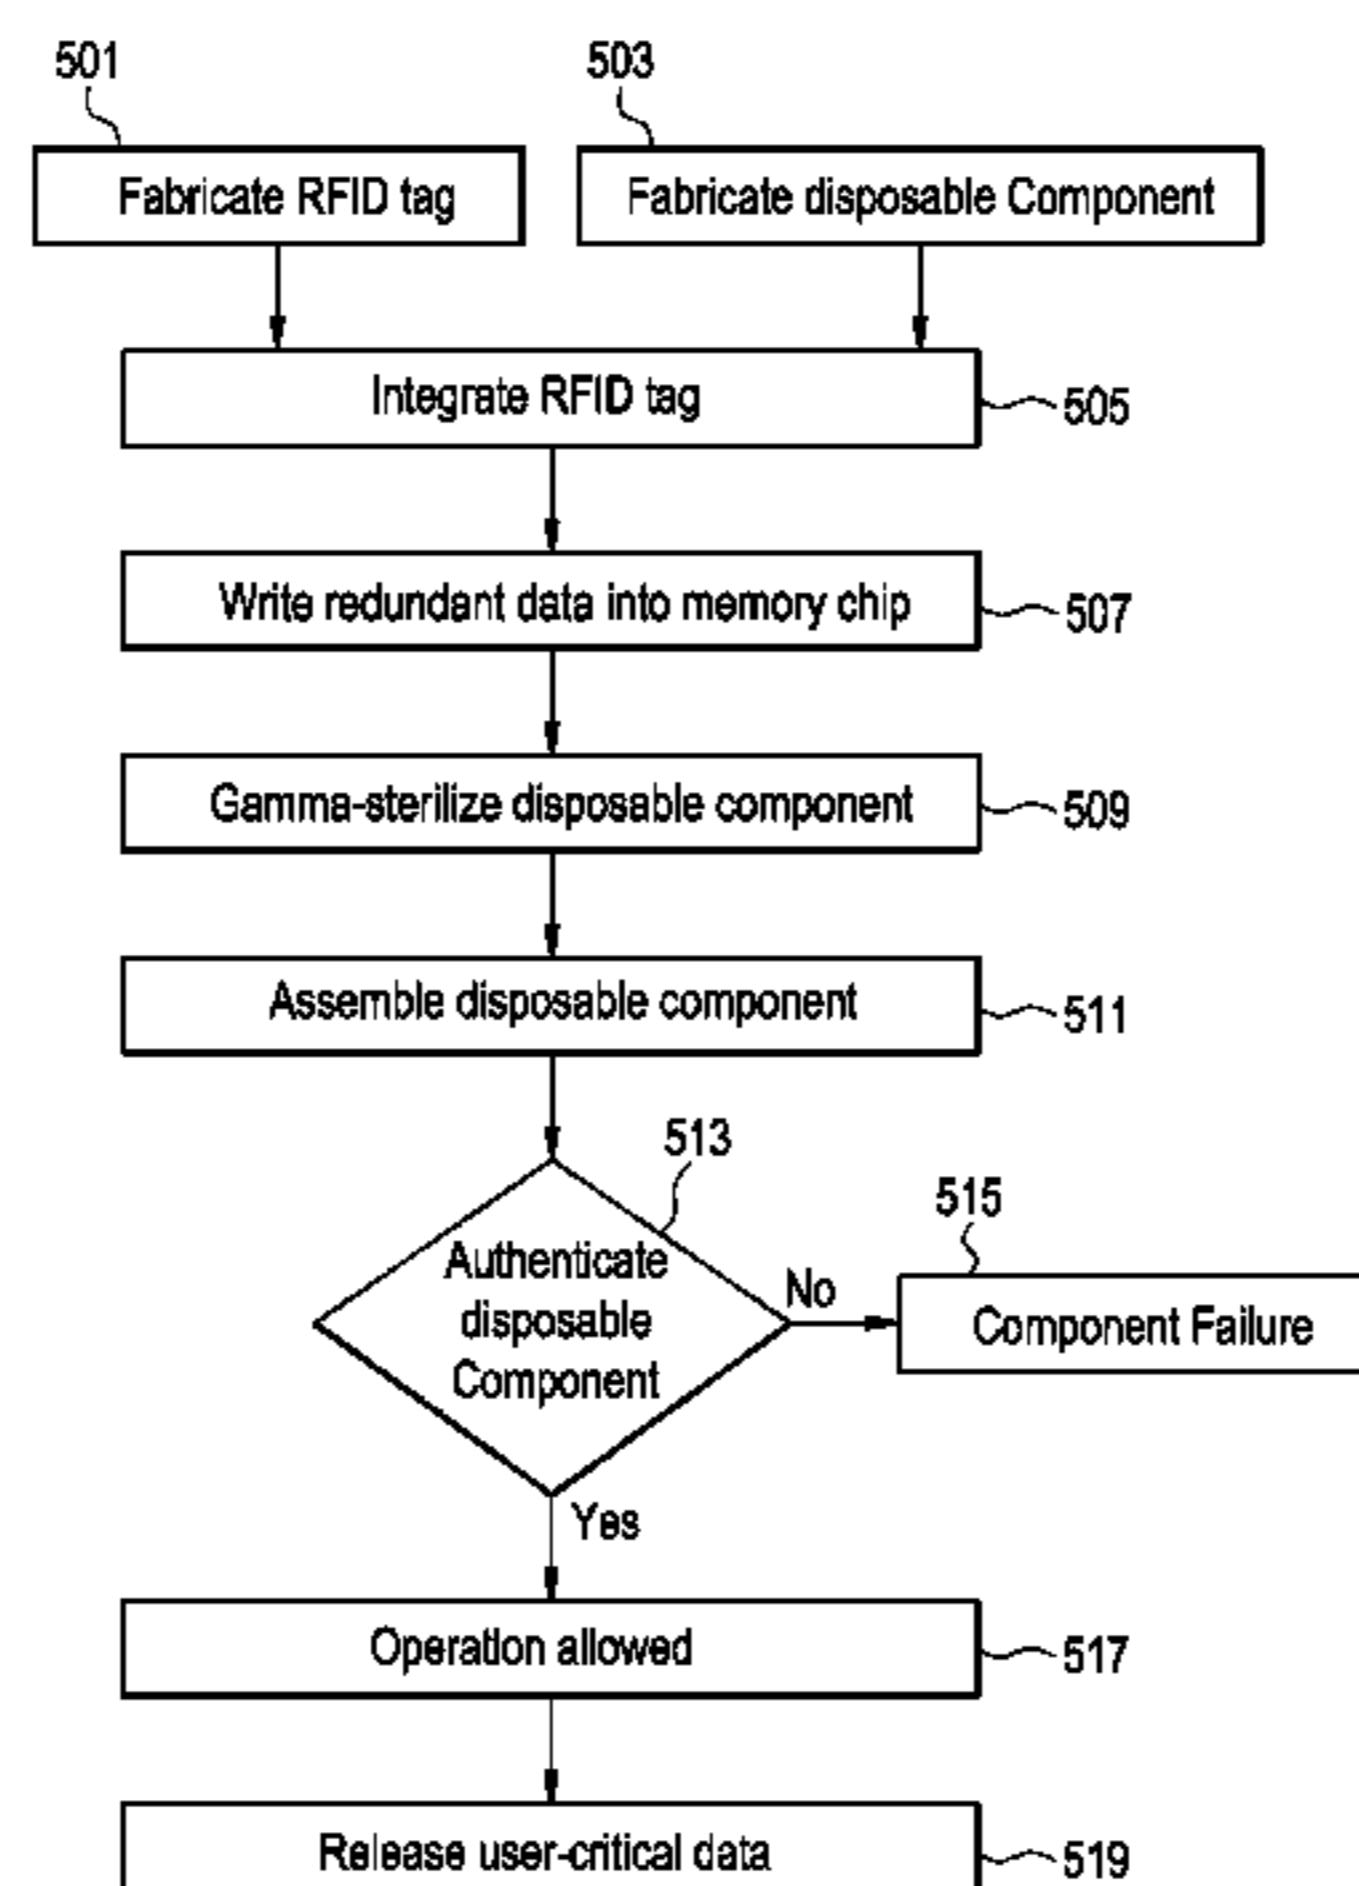 501
503
Fabricate RFID tag
Fabricate disposable Component
Integrate RFID tag
505
Write redundant data into memory chip
507
Gamma-sterilize disposable component
509
Assemble disposable component
511
513
515
Authenticate
disposable
Component
No
Component Failure
Yes
Operation allowed
517
Release user-critical data
519